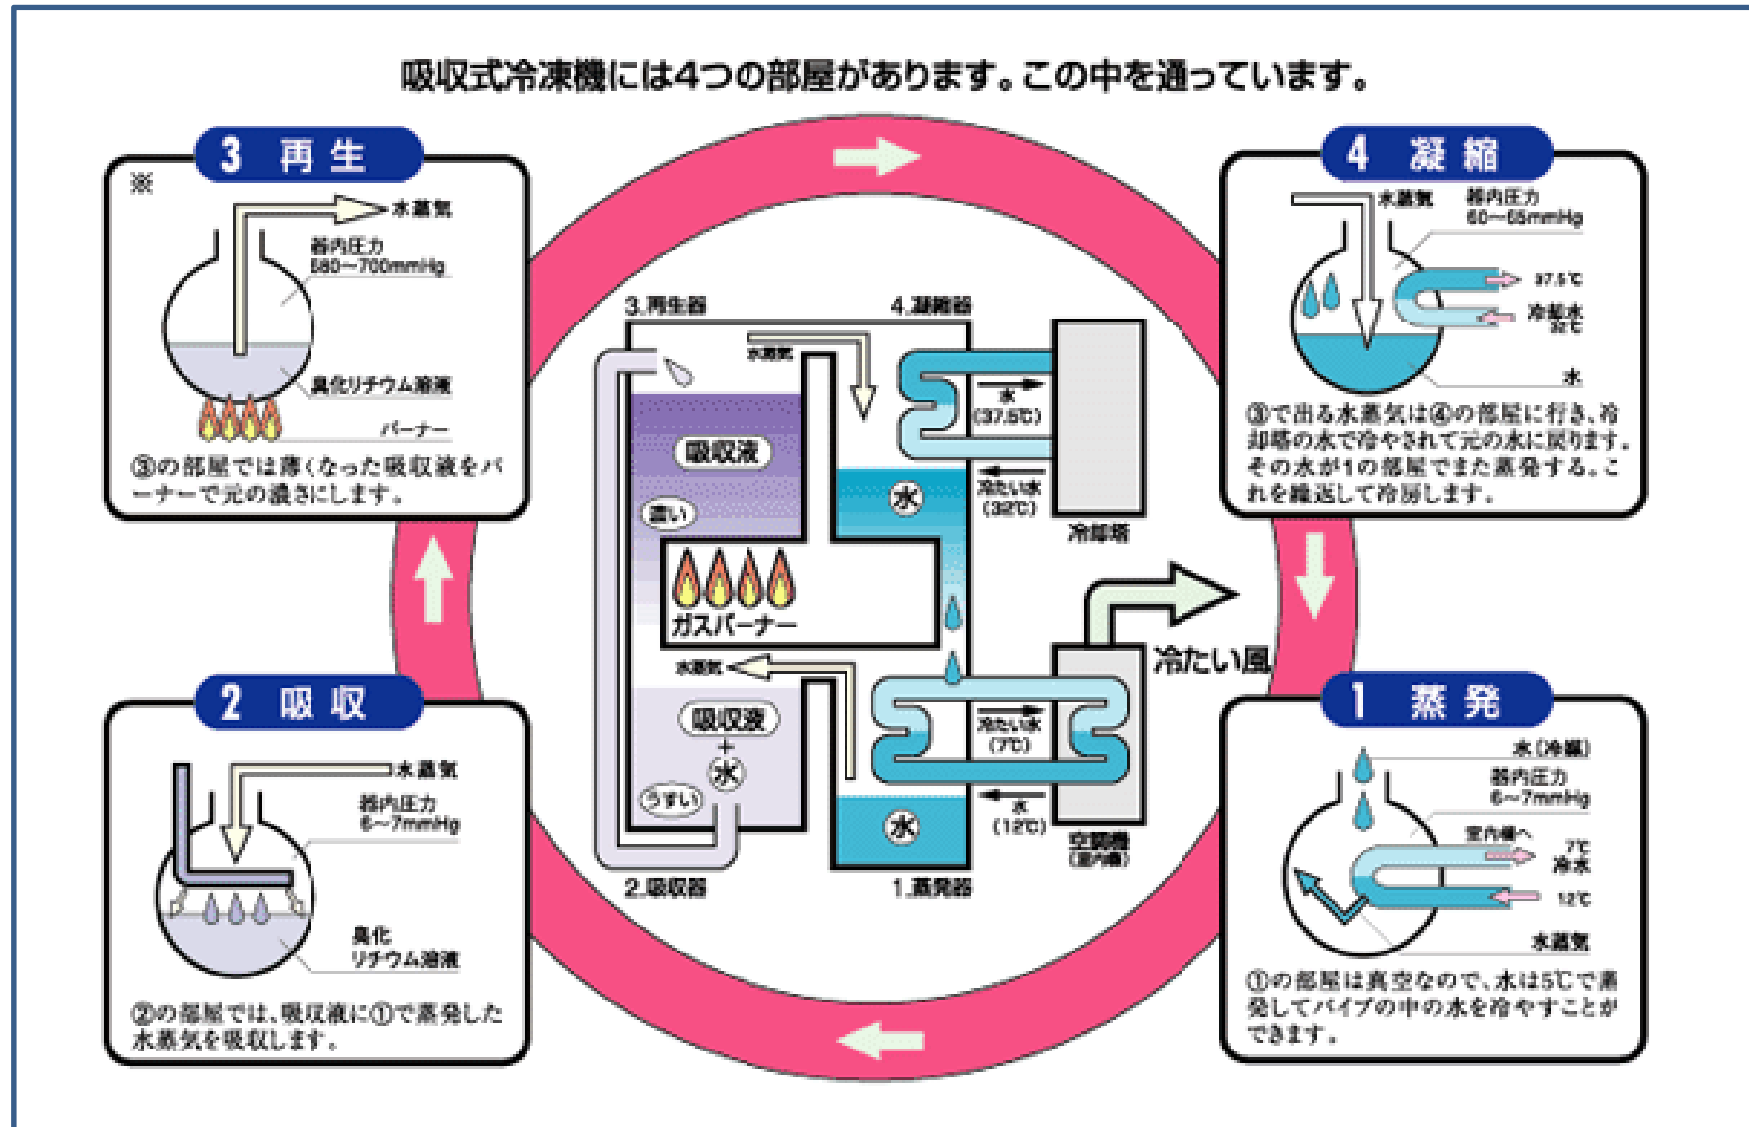 吸収式冷凍機には4つの部屋があります。この中を通っています。
3 再生
※
水蒸気
器内圧力
680～700mmHg
臭化リチウム溶液
バーナー
③の部屋では薄くなった吸収液をバ
ーナーで元の濃さにします。
4 凝縮
水蒸気
器内圧力
60～65mmHg
37.5℃
冷却水
32℃
水
③で出る水蒸気は④の部屋に行き、冷
却塔の水で冷やされて元の水に戻ります。
その水が1の部屋でまた蒸発する。こ
れを繰返して冷房します。
3.再生器
4.凝縮器
水蒸気
水
(37.5℃)
吸収液
冷たい水
(32℃)
水
濃い
冷却塔
ガスバーナー
水蒸気
冷たい風
吸収液
+
水
うすい
冷たい水
(7℃)
水
(12℃)
水
空調機
(室内機)
2.吸収器
1.蒸発器
2 吸収
水蒸気
器内圧力
6～7mmHg
臭化
リチウム溶液
②の部屋では、吸収液に①で蒸発した
水蒸気を吸収します。
1 蒸発
水(冷媒)
器内圧力
6～7mmHg
室内機へ
7℃
冷水
12℃
水蒸気
①の部屋は真空なので、水は5℃で蒸
発してパイプの中の水を冷やすことが
できます。